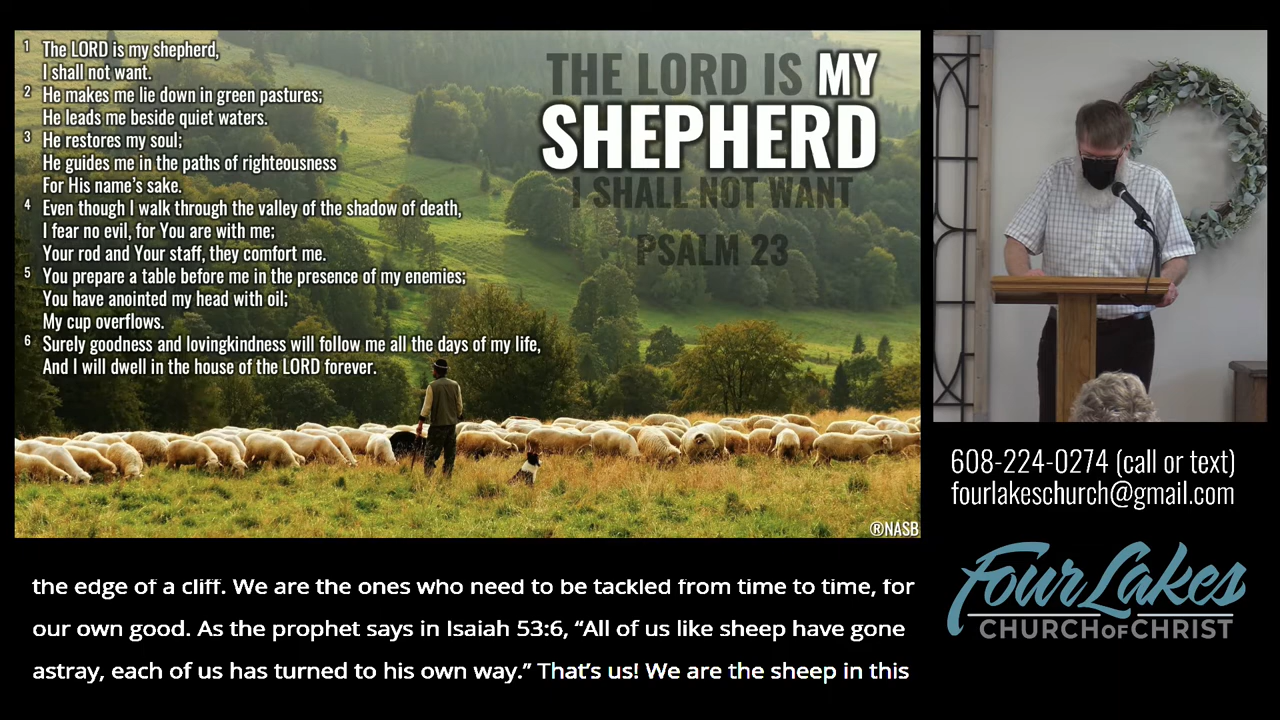 1 The LORD is my shepherd,
I shall not want.
2 He makes me lie down in green pastures;
He leads me beside quiet waters.
3 He restores my soul;
He guides me in the paths of righteousness
For His name's sake.
4 Even though I walk through the valley of the shadow of death,
I fear no evil, for You are with me;
Your rod and Your staff, they comfort me.
5 You prepare a table before me in the presence of my enemies;
You have anointed my head with oil;
My cup overflows.
6 Surely goodness and lovingkindness will follow me all the days of my life,
And I will dwell in the house of the LORD forever.
THE LORD IS MY
SHEPHERD
I SHALL NOT WANT
PSALM 23
®NASB
608-224-0274 (call or text)
fourlakeschurch@gmail.com
Four Lakes
CHURCH OF CHRIST
the edge of a cliff. We are the ones who need to be tackled from time to time, for
our own good. As the prophet says in Isaiah 53:6, “All of us like sheep have gone
astray, each of us has turned to his own way.” That’s us! We are the sheep in this